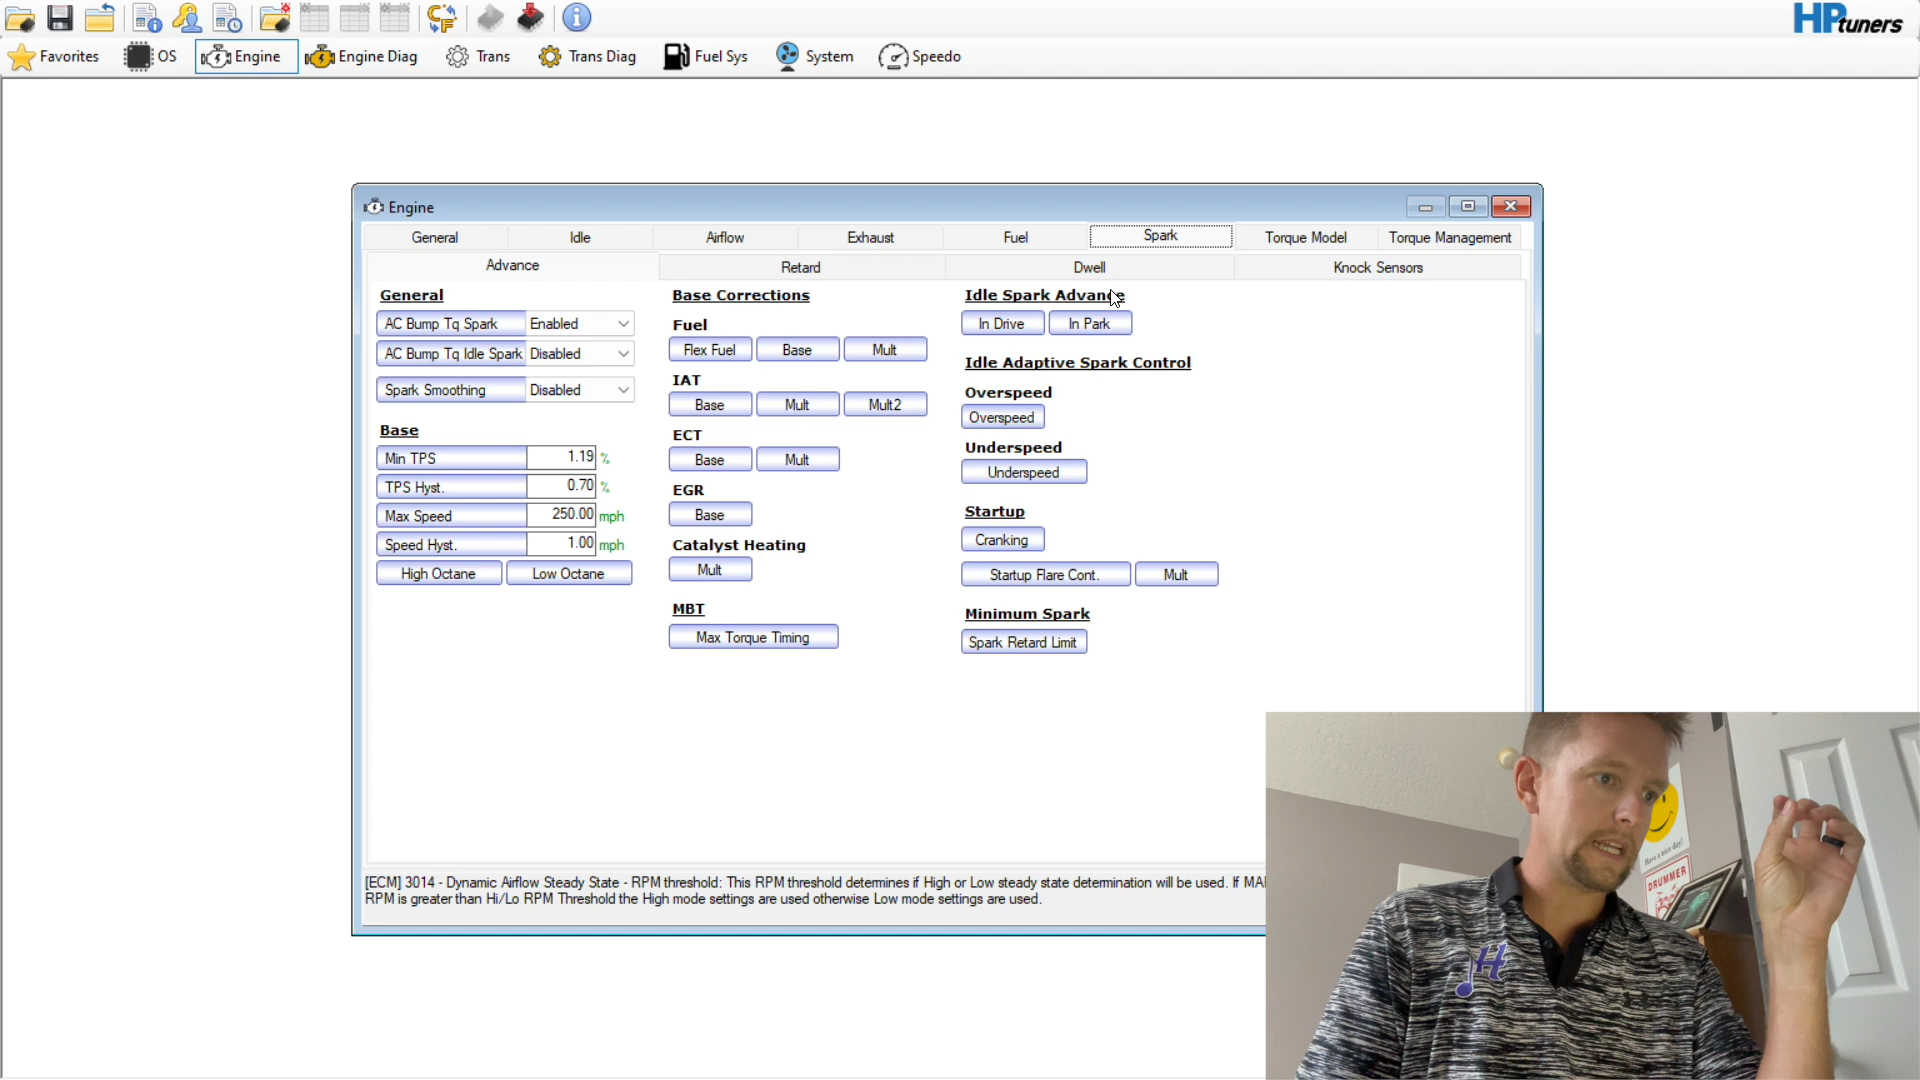 HPtuners
Favorites OS Engine Engine Diag Trans Trans Diag Fuel Sys System Speedo
Engine
General Idle Airflow Exhaust Fuel Spark Torque Model Torque Management
Advance Retard Dwell Knock Sensors
General
AC Bump Tq Spark Enabled
AC Bump Tq Idle Spark Disabled
Spark Smoothing Disabled
Base
Min TPS 1.19 %
TPS Hyst. 0.70 %
Max Speed 250.00 mph
Speed Hyst. 1.00 mph
High Octane Low Octane
Base Corrections
Fuel
Flex Fuel Base Mult
IAT
Base Mult Mult2
ECT
Base Mult
EGR
Base
Catalyst Heating
Mult
MBT
Max Torque Timing
Idle Spark Advance
In Drive In Park
Idle Adaptive Spark Control
Overspeed
Overspeed
Underspeed
Underspeed
Startup
Cranking
Startup Flare Cont. Mult
Minimum Spark
Spark Retard Limit
[ECM] 3014 - Dynamic Airflow Steady State - RPM threshold: This RPM threshold determines if High or Low steady state determination will be used. If MA
RPM is greater than Hi/Lo RPM Threshold the High mode settings are used otherwise Low mode settings are used.
Have a nice day!
DRUMMER
H